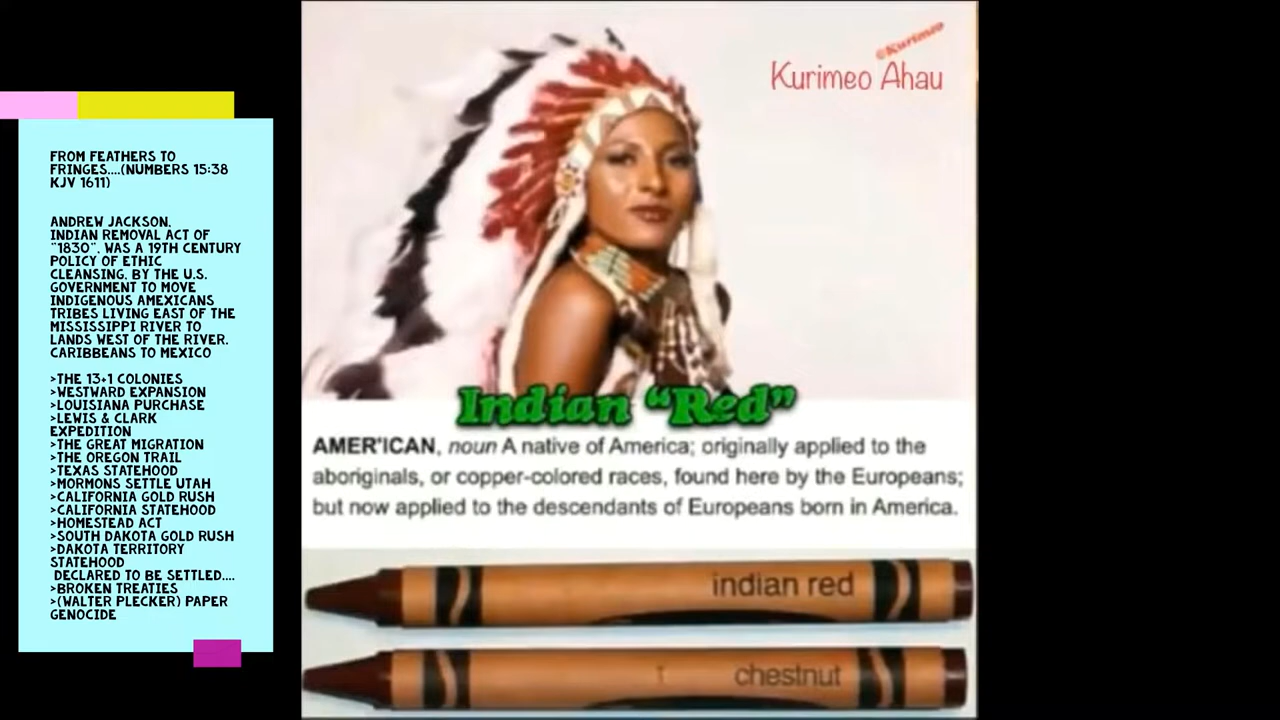 FROM FEATHERS TO
FRINGES....(NUMBERS 15:38
KJV 1611)
ANDREW JACKSON,
INDIAN REMOVAL ACT OF
"1830", WAS A 19TH CENTURY
POLICY OF ETHIC
CLEANSING, BY THE U.S.
GOVERNMENT TO MOVE
INDIGENOUS AMEXICANS
TRIBES LIVING EAST OF THE
MISSISSIPPI RIVER TO
LANDS WEST OF THE RIVER.
CARIBBEANS TO MEXICO
>THE 13+1 COLONIES
>WESTWARD EXPANSION
>LOUISIANA PURCHASE
>LEWIS & CLARK
EXPEDITION
>THE GREAT MIGRATION
>THE OREGON TRAIL
>TEXAS STATEHOOD
>MORMONS SETTLE UTAH
>CALIFORNIA GOLD RUSH
>CALIFORNIA STATEHOOD
>HOMESTEAD ACT
>SOUTH DAKOTA GOLD RUSH
>DAKOTA TERRITORY
STATEHOOD
DECLARED TO BE SETTLED....
>BROKEN TREATIES
>(WALTER PLECKER) PAPER
GENOCIDE
©Kurimeo
Kurimeo Ahau
Indian "Red"
AMER'ICAN, noun A native of America; originally applied to the
aboriginals, or copper-colored races, found here by the Europeans;
but now applied to the descendants of Europeans born in America.
indian red
chestnut